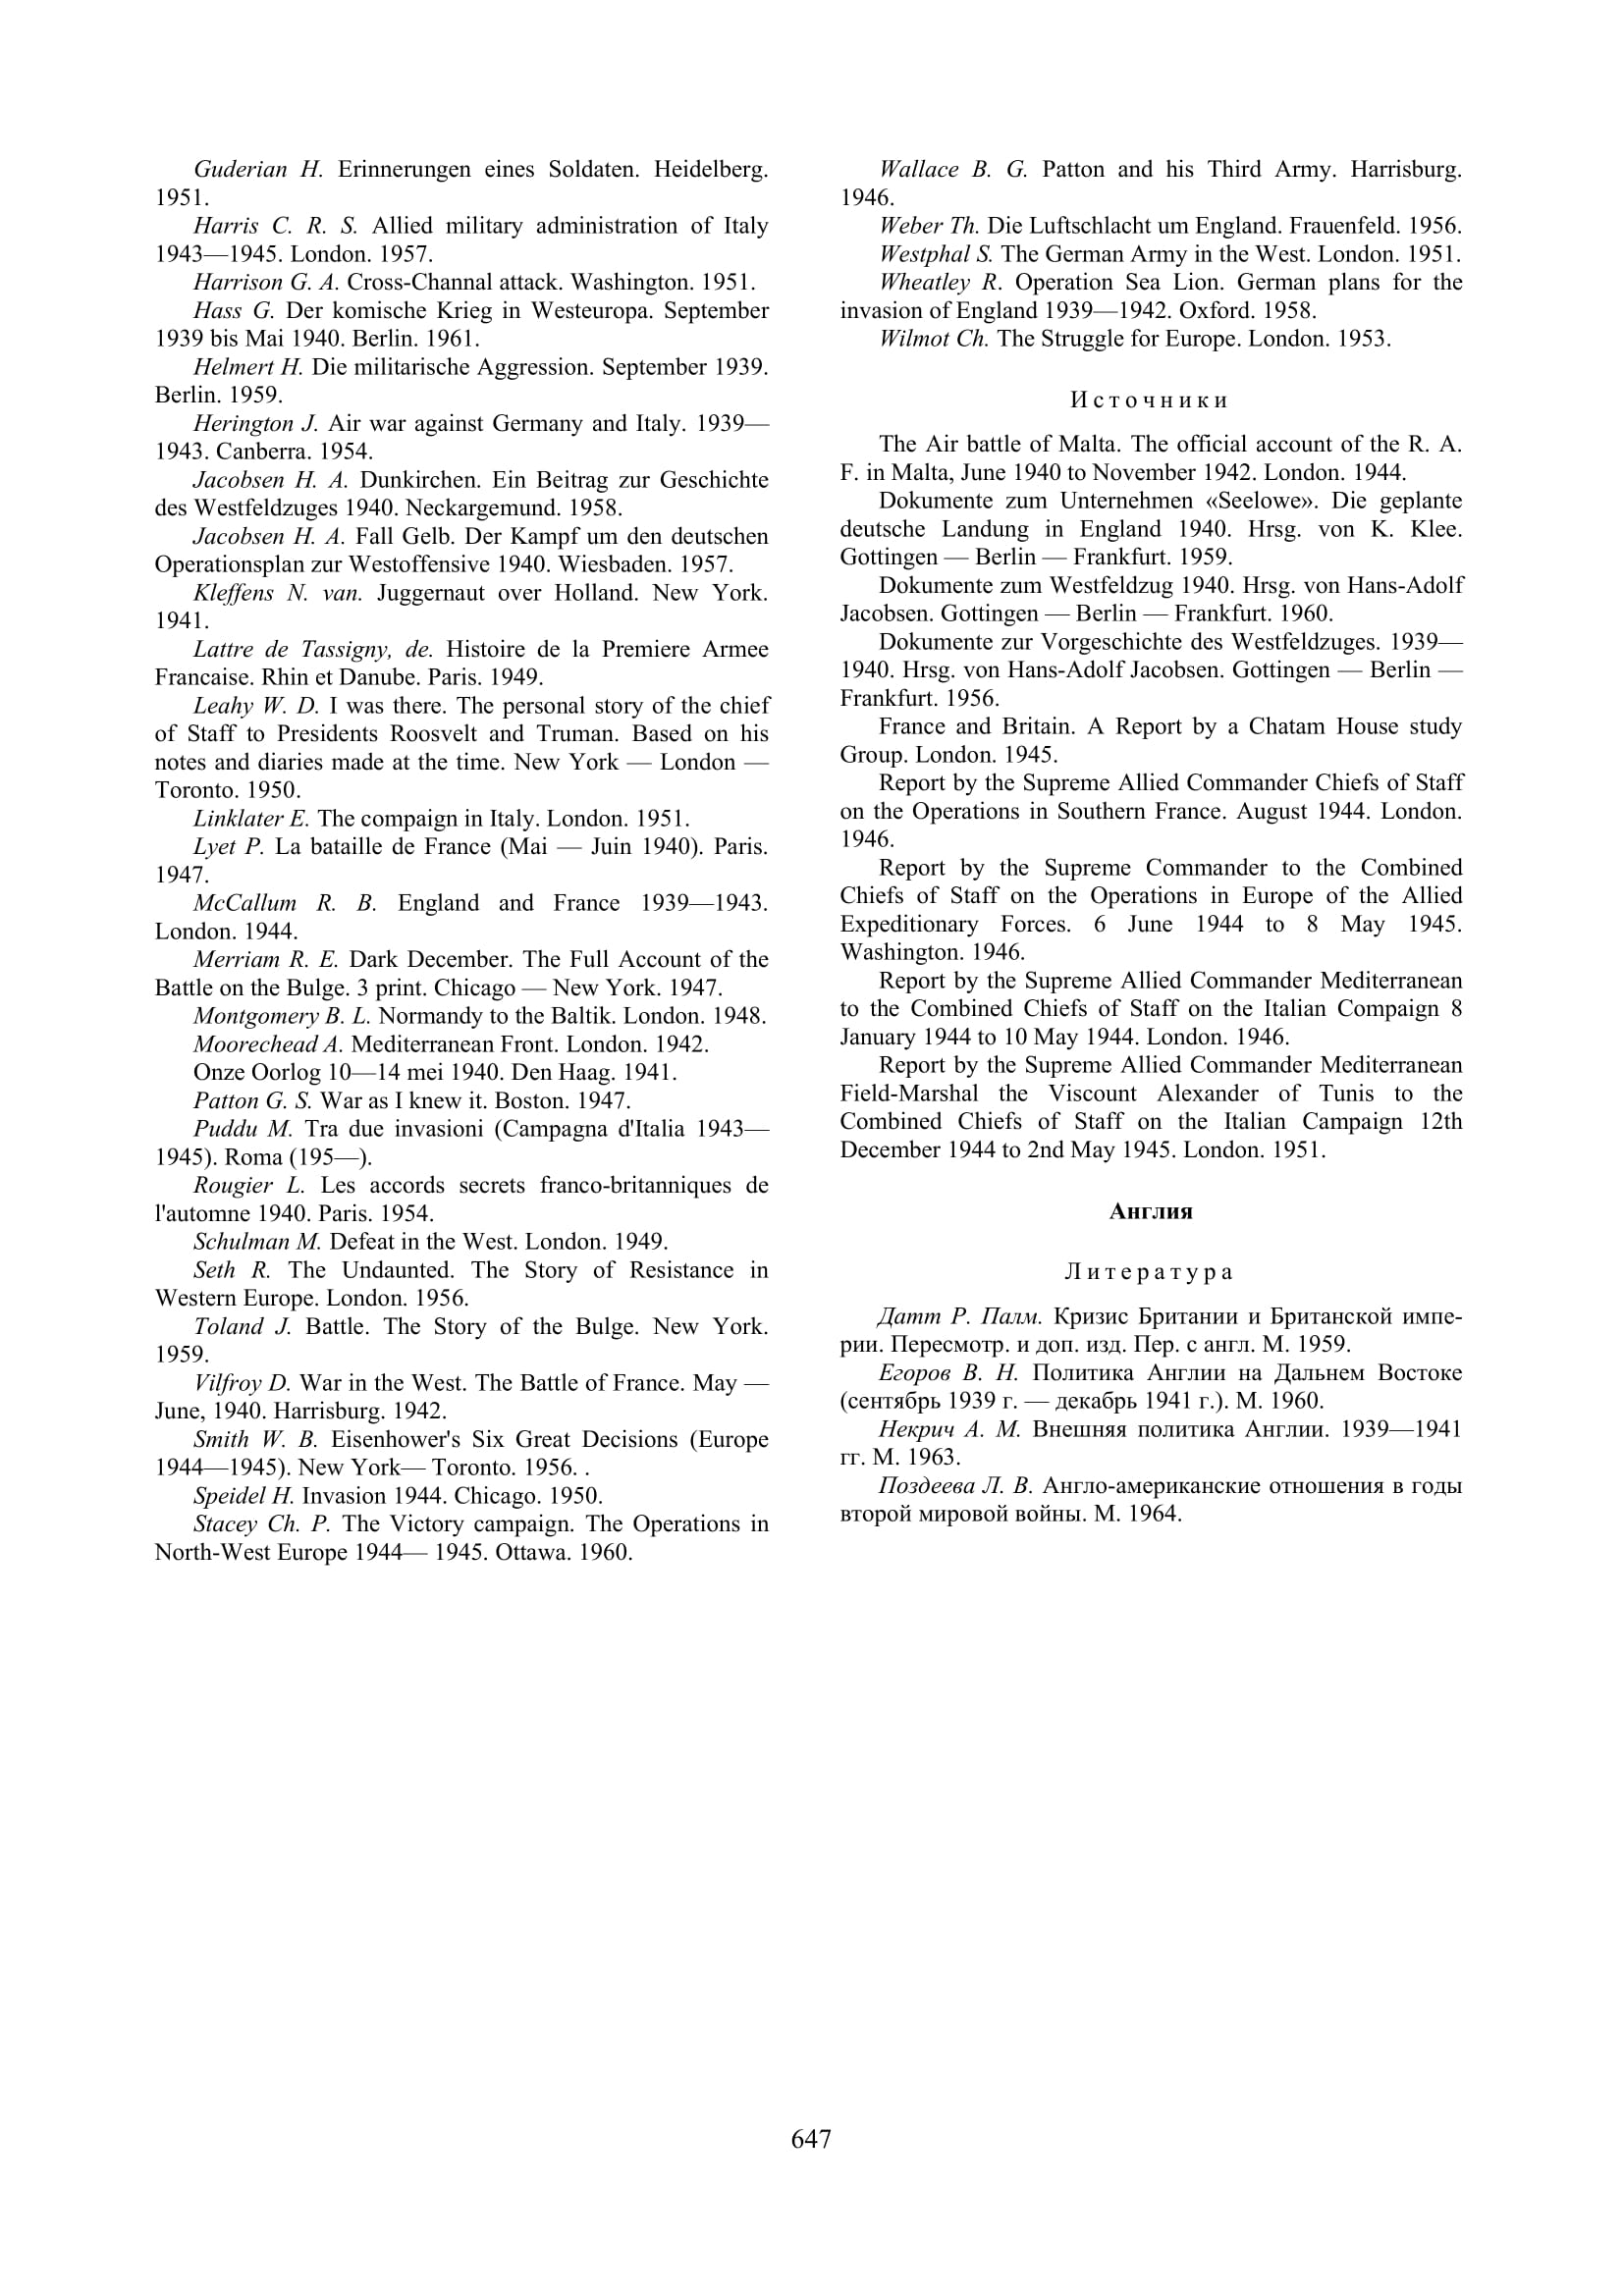 Guderian H. Erinnerungen eines Soldaten. Heidelberg.
1951.
Harris C. R. S. Allied military administration of Italy
1943—1945. London. 1957.
Harrison G. A. Cross-Channal attack. Washington. 1951.
Hass G. Der komische Krieg in Westeuropa. September
1939 bis Mai 1940. Berlin. 1961.
Helmert H. Die militarische Aggression. September 1939.
Berlin. 1959.
Herington J. Air war against Germany and Italy. 1939—
1943. Canberra. 1954.
Jacobsen H. A. Dunkirchen. Ein Beitrag zur Geschichte
des Westfeldzuges 1940. Neckargemund. 1958.
Jacobsen H. A. Fall Gelb. Der Kampf um den deutschen
Operationsplan zur Westoffensive 1940. Wiesbaden. 1957.
Kleffens N. van. Juggernaut over Holland. New York.
1941.
Lattre de Tassigny, de. Histoire de la Premiere Armee
Francaise. Rhin et Danube. Paris. 1949.
Leahy W. D. I was there. The personal story of the chief
of Staff to Presidents Roosvelt and Truman. Based on his
notes and diaries made at the time. New York — London —
Toronto. 1950.
Linklater E. The compaign in Italy. London. 1951.
Lyet P. La bataille de France (Mai — Juin 1940). Paris.
1947.
McCallum R. B. England and France 1939—1943.
London. 1944.
Merriam R. E. Dark December. The Full Account of the
Battle on the Bulge. 3 print. Chicago — New York. 1947.
Montgomery B. L. Normandy to the Baltik. London. 1948.
Moorechead A. Mediterranean Front. London. 1942.
Onze Oorlog 10—14 mei 1940. Den Haag. 1941.
Patton G. S. War as I knew it. Boston. 1947.
Puddu M. Tra due invasioni (Campagna d'Italia 1943—
1945). Roma (195—).
Rougier L. Les accords secrets franco-britanniques de
l'automne 1940. Paris. 1954.
Schulman M. Defeat in the West. London. 1949.
Seth R. The Undaunted. The Story of Resistance in
Western Europe. London. 1956.
Toland J. Battle. The Story of the Bulge. New York.
1959.
Vilfroy D. War in the West. The Battle of France. May —
June, 1940. Harrisburg. 1942.
Smith W. B. Eisenhower's Six Great Decisions (Europe
1944—1945). New York— Toronto. 1956. .
Speidel H. Invasion 1944. Chicago. 1950.
Stacey Ch. P. The Victory campaign. The Operations in
North-West Europe 1944— 1945. Ottawa. 1960.
Wallace B. G. Patton and his Third Army. Harrisburg.
1946.
Weber Th. Die Luftschlacht um England. Frauenfeld. 1956.
Westphal S. The German Army in the West. London. 1951.
Wheatley R. Operation Sea Lion. German plans for the
invasion of England 1939—1942. Oxford. 1958.
Wilmot Ch. The Struggle for Europe. London. 1953.
Источники
The Air battle of Malta. The official account of the R. A.
F. in Malta, June 1940 to November 1942. London. 1944.
Dokumente zum Unternehmen «Seelowe». Die geplante
deutsche Landung in England 1940. Hrsg. von K. Klee.
Gottingen — Berlin — Frankfurt. 1959.
Dokumente zum Westfeldzug 1940. Hrsg. von Hans-Adolf
Jacobsen. Gottingen — Berlin — Frankfurt. 1960.
Dokumente zur Vorgeschichte des Westfeldzuges. 1939—
1940. Hrsg. von Hans-Adolf Jacobsen. Gottingen — Berlin —
Frankfurt. 1956.
France and Britain. A Report by a Chatam House study
Group. London. 1945.
Report by the Supreme Allied Commander Chiefs of Staff
on the Operations in Southern France. August 1944. London.
1946.
Report by the Supreme Commander to the Combined
Chiefs of Staff on the Operations in Europe of the Allied
Expeditionary Forces. 6 June 1944 to 8 May 1945.
Washington. 1946.
Report by the Supreme Allied Commander Mediterranean
to the Combined Chiefs of Staff on the Italian Compaign 8
January 1944 to 10 May 1944. London. 1946.
Report by the Supreme Allied Commander Mediterranean
Field-Marshal the Viscount Alexander of Tunis to the
Combined Chiefs of Staff on the Italian Campaign 12th
December 1944 to 2nd May 1945. London. 1951.
Англия
Литература
Датт Р. Палм. Кризис Британии и Британской импе-
рии. Пересмотр. и доп. изд. Пер. с англ. М. 1959.
Егоров В. Н. Политика Англии на Дальнем Востоке
(сентябрь 1939 г. — декабрь 1941 г.). М. 1960.
Некрич А. М. Внешняя политика Англии. 1939—1941
гг. М. 1963.
Поздеева Л. В. Англо-американские отношения в годы
второй мировой войны. М. 1964.
647